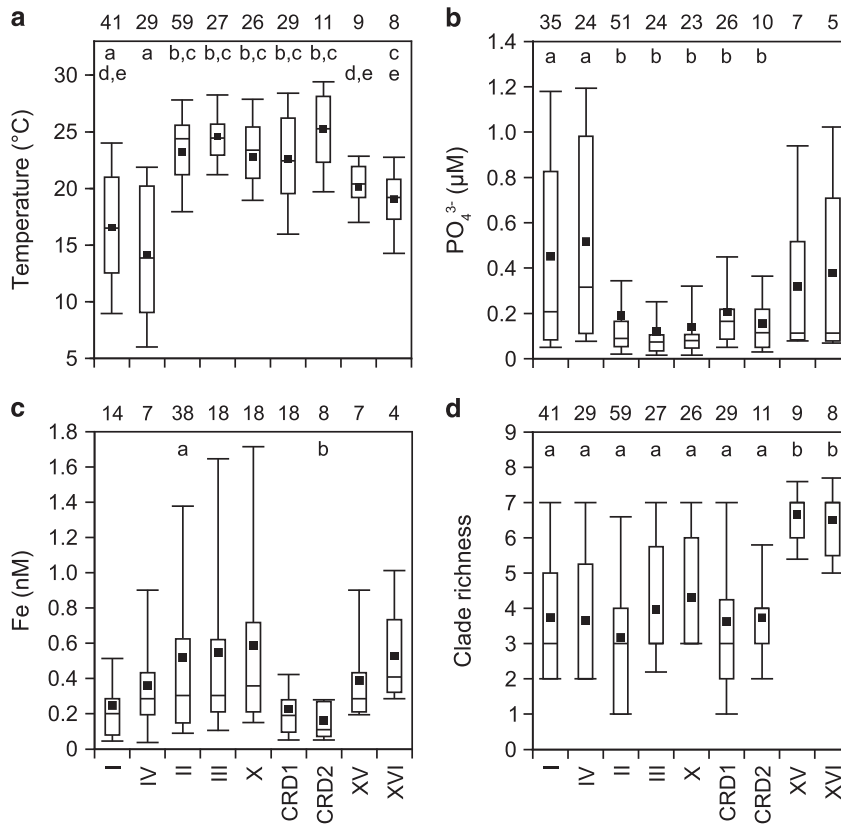 a
41 29 59 27 26 29 11 9 8
a a b,c b,c b,c b,c b,c c
d,e d,e e
30
25
20
15
10
5
Temperature (°C)
b
35 24 51 24 23 26 10 7 5
a a b b b b b
1.4
1.2
1.0
0.8
0.6
0.4
0.2
0
PO₄³⁻ (µM)
c
14 7 38 18 18 18 8 7 4
a b
1.8
1.6
1.4
1.2
1.0
0.8
0.6
0.4
0.2
0
Fe (nM)
I IV II III X CRD1 CRD2 XV XVI
d
41 29 59 27 26 29 11 9 8
a a a a a a a b b
9
8
7
6
5
4
3
2
1
0
Clade richness
I IV II III X CRD1 CRD2 XV XVI